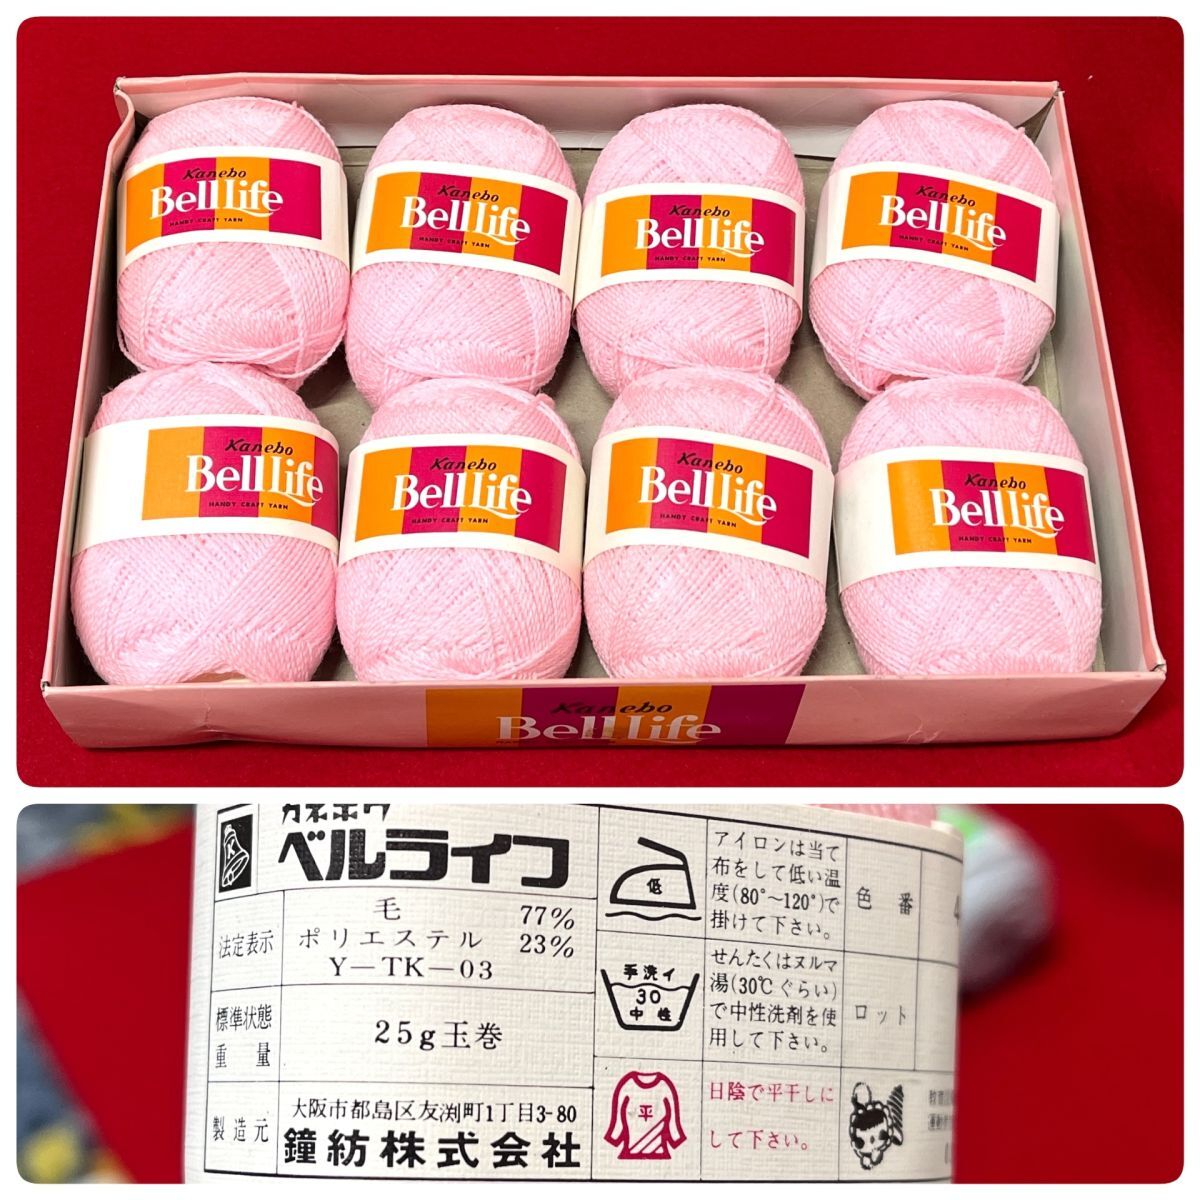 Kanebo
BellLife
HANDY CRAFT YARN
Kanebo
BellLife
HANDY CRAFT YARN
Kanebo
BellLife
HANDY CRAFT YARN
Kanebo
BellLife
HANDY CRAFT YARN
Kanebo
BellLife
HANDY CRAFT YARN
Kanebo
BellLife
HANDY CRAFT YARN
Kanebo
BellLife
HANDY CRAFT YARN
Kanebo
BellLife
HANDY CRAFT YARN
Kanebo
BellLife
カネボウ
ベルライフ
法定表示
毛 77%
ポリエステル 23%
Y-TK-03
標準状態
重量
25g玉巻
製造元
大阪市都島区友渕町1丁目3-80
鐘紡株式会社
低
アイロンは当て
布をして低い温
度(80°~120°)で
掛けて下さい。
手洗イ
30
中性
せんたくはヌルマ
湯(30℃ぐらい)
で中性洗剤を使
用して下さい。
平
日陰で平干しに
して下さい。
色番
ロット